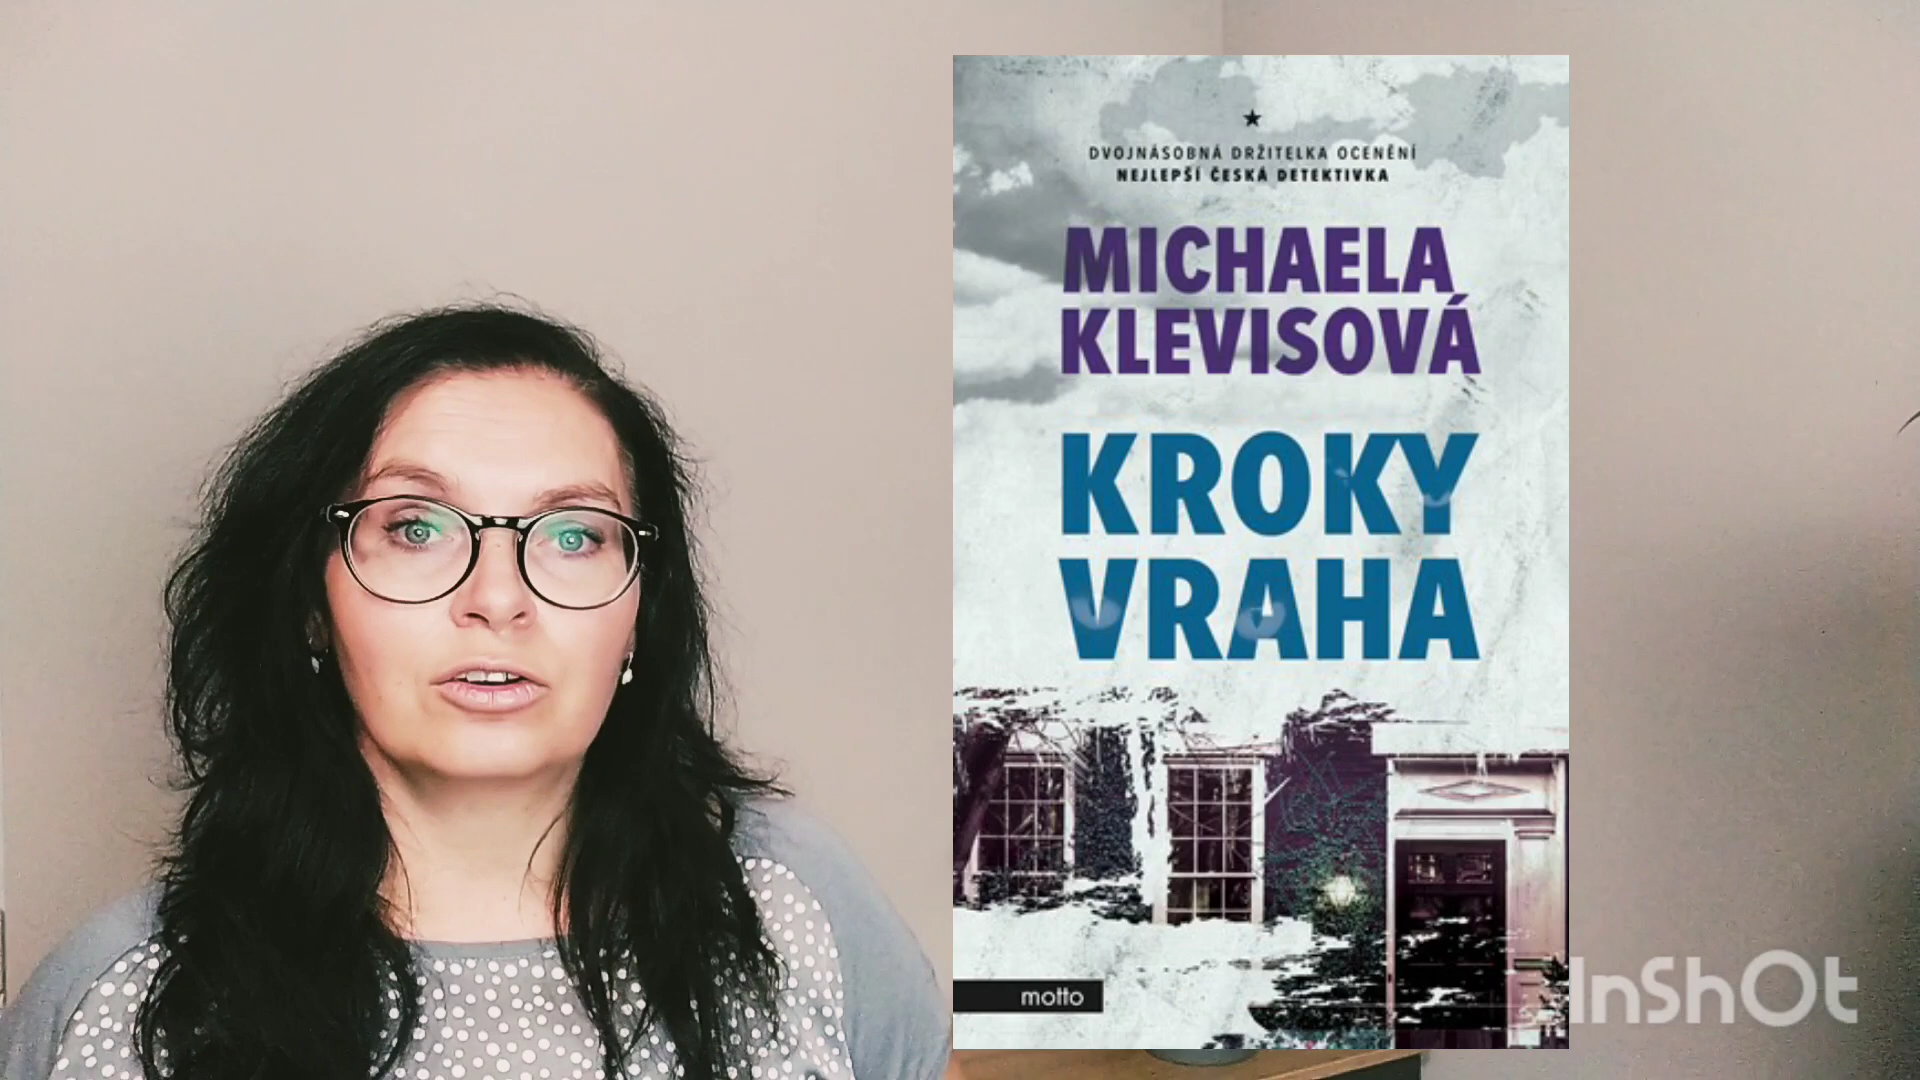 DVOJNÁSOBNÁ DRŽITELKA OCENĚNÍ
NEJLEPŠÍ ČESKÁ DETEKTIVKA
MICHAELA
KLEVISOVÁ
KROKY
VRAHA
motto
InShOt